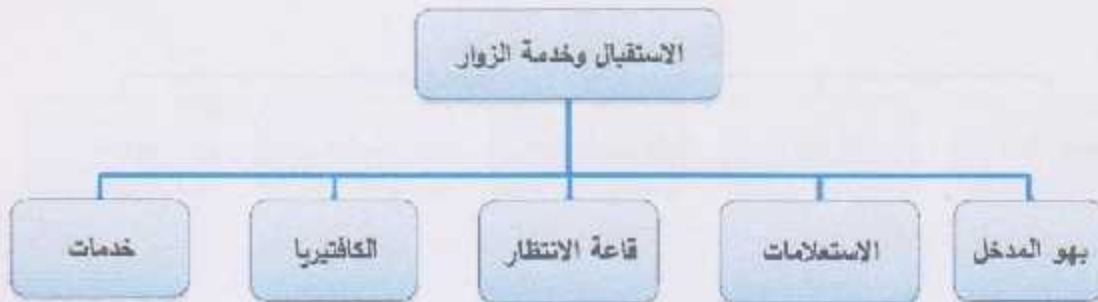 الاستقبال وخدمة الزوار
بهو المدخل
الاستعلامات
قاعة الانتظار
الكافتيريا
خدمات